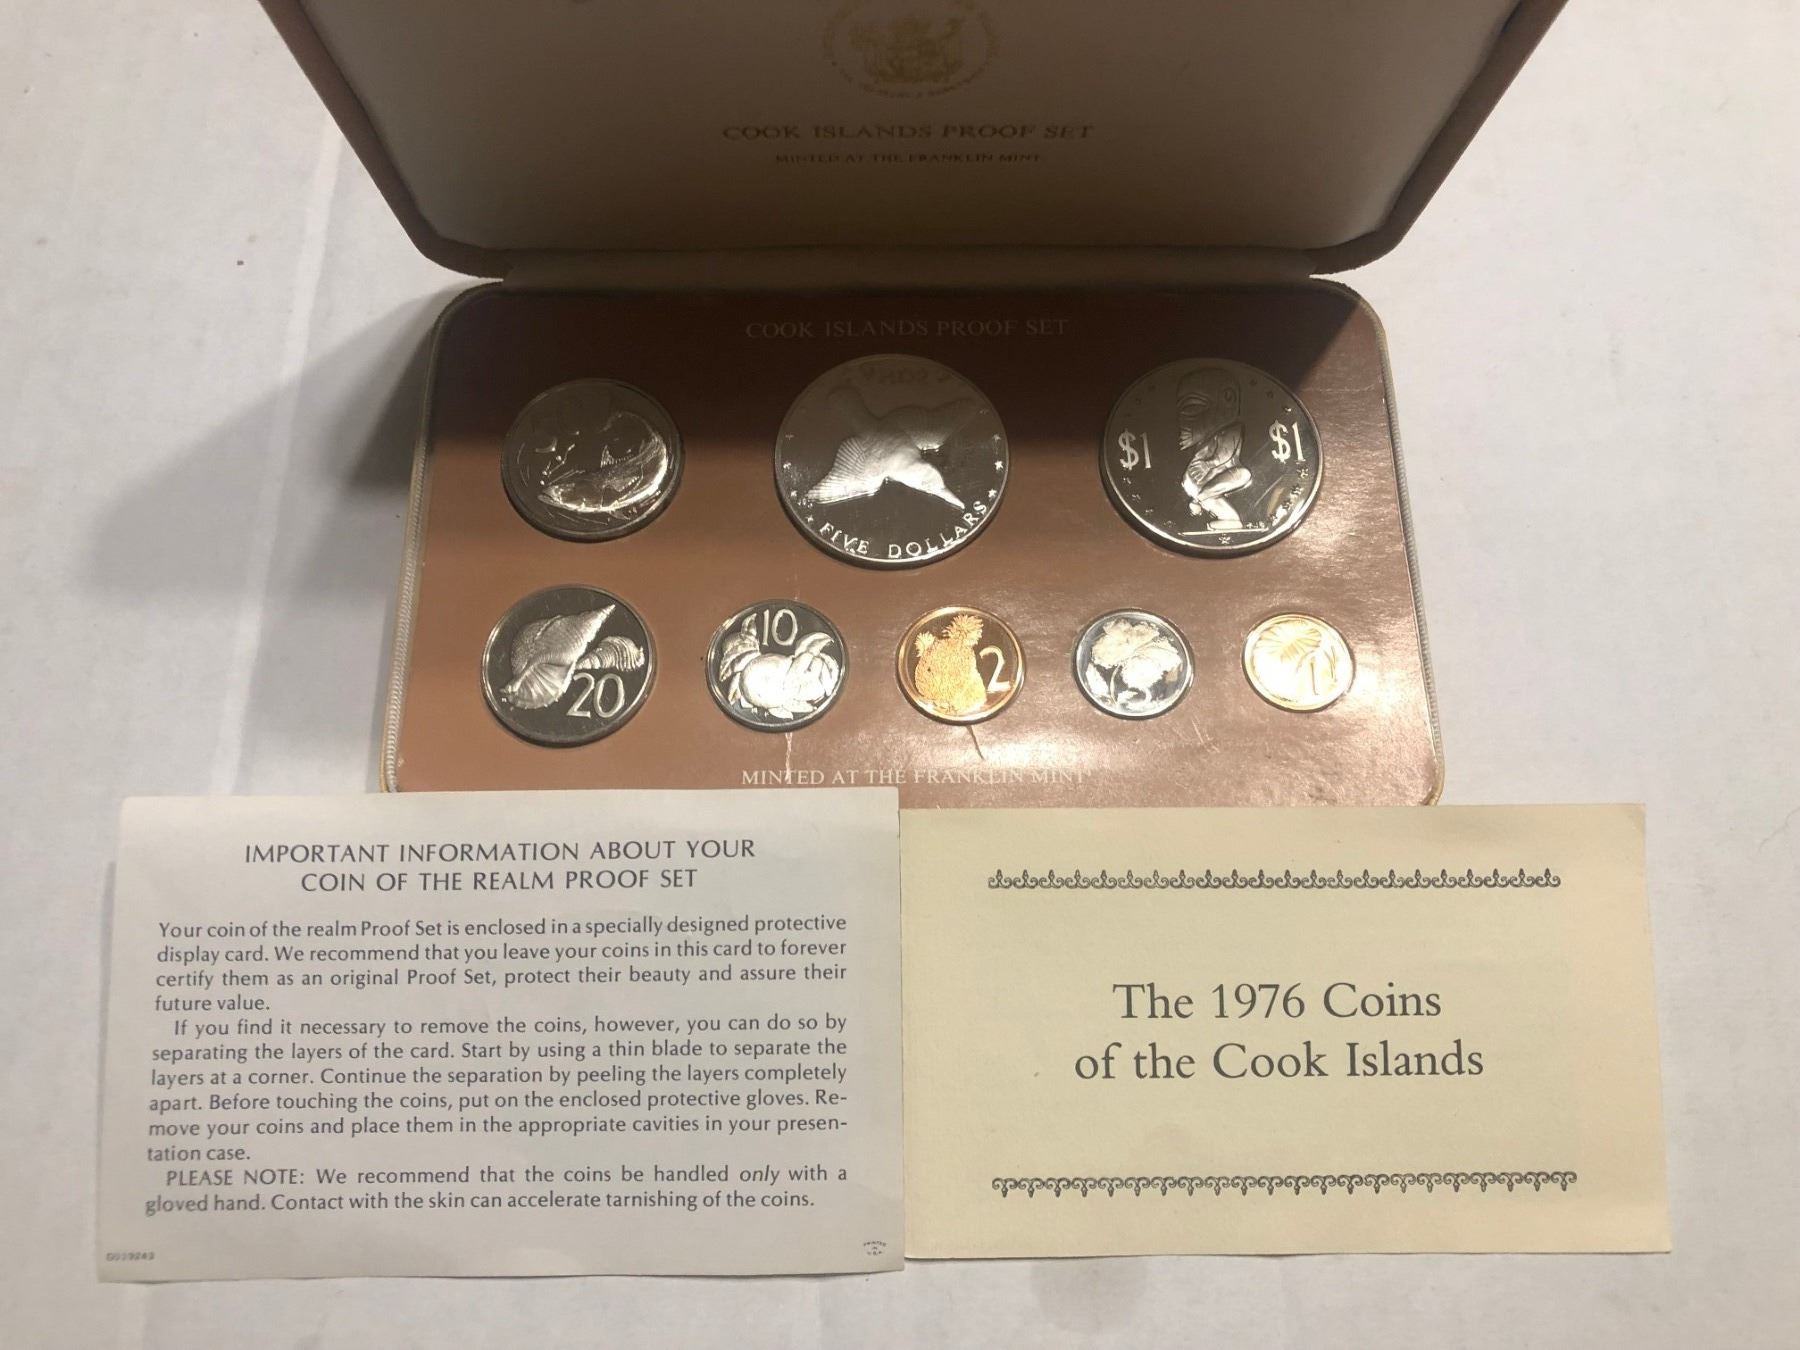 COOK ISLANDS PROOF SET
MINTED AT THE FRANKLIN MINT
COOK ISLANDS PROOF SET
FIVE DOLLARS
$1 $1
20
10
2
1
MINTED AT THE FRANKLIN MINT
IMPORTANT INFORMATION ABOUT YOUR
COIN OF THE REALM PROOF SET
Your coin of the realm Proof Set is enclosed in a specially designed protective
display card. We recommend that you leave your coins in this card to forever
certify them as an original Proof Set, protect their beauty and assure their
future value.
If you find it necessary to remove the coins, however, you can do so by
separating the layers of the card. Start by using a thin blade to separate the
layers at a corner. Continue the separation by peeling the layers completely
apart. Before touching the coins, put on the enclosed protective gloves. Re-
move your coins and place them in the appropriate cavities in your presen-
tation case.
PLEASE NOTE: We recommend that the coins be handled only with a
gloved hand. Contact with the skin can accelerate tarnishing of the coins.
PRINTED
IN
U.S.A.
The 1976 Coins
of the Cook Islands